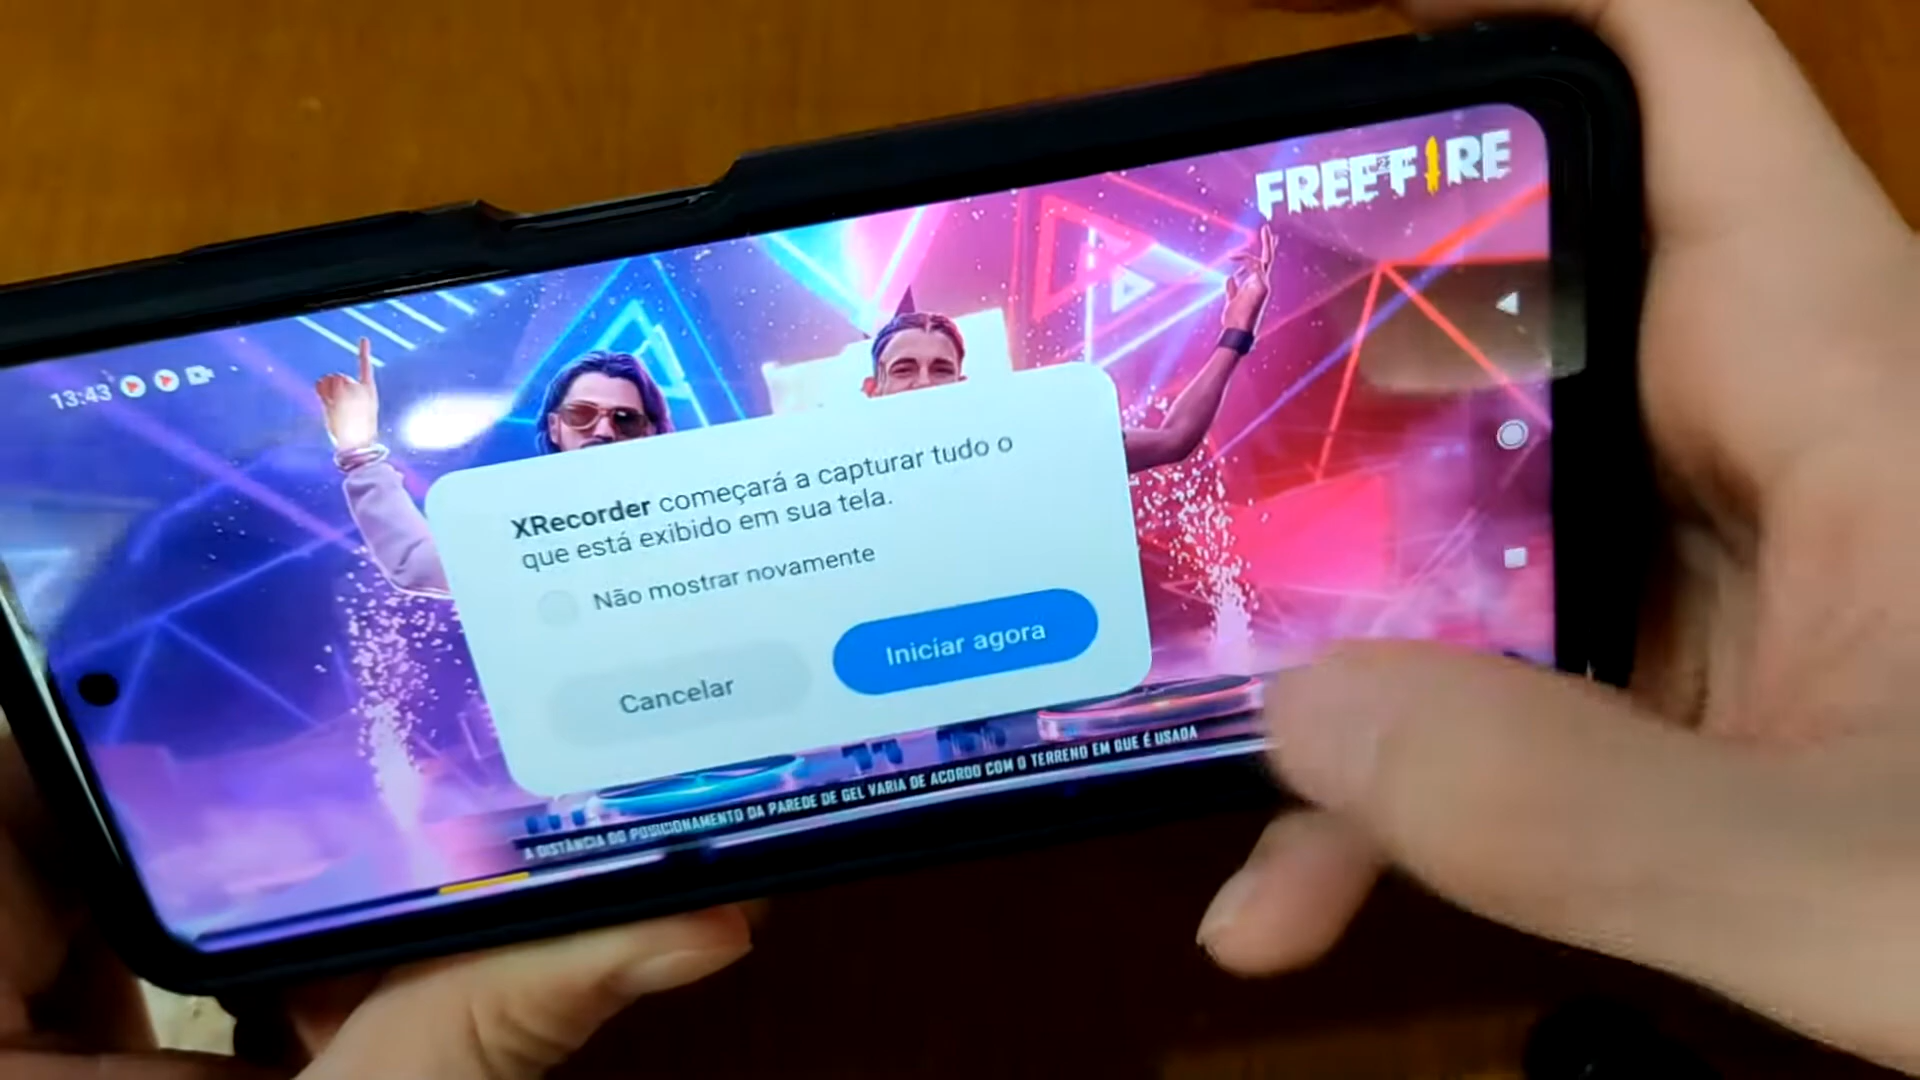 FREE FIRE
13:43
XRecorder começará a capturar tudo o
que está exibido em sua tela.
Não mostrar novamente
Cancelar
Iniciar agora
A DISTÂNCIA DO POSICIONAMENTO DA PAREDE DE GEL VARIA DE ACORDO COM O TERRENO EM QUE É USADA